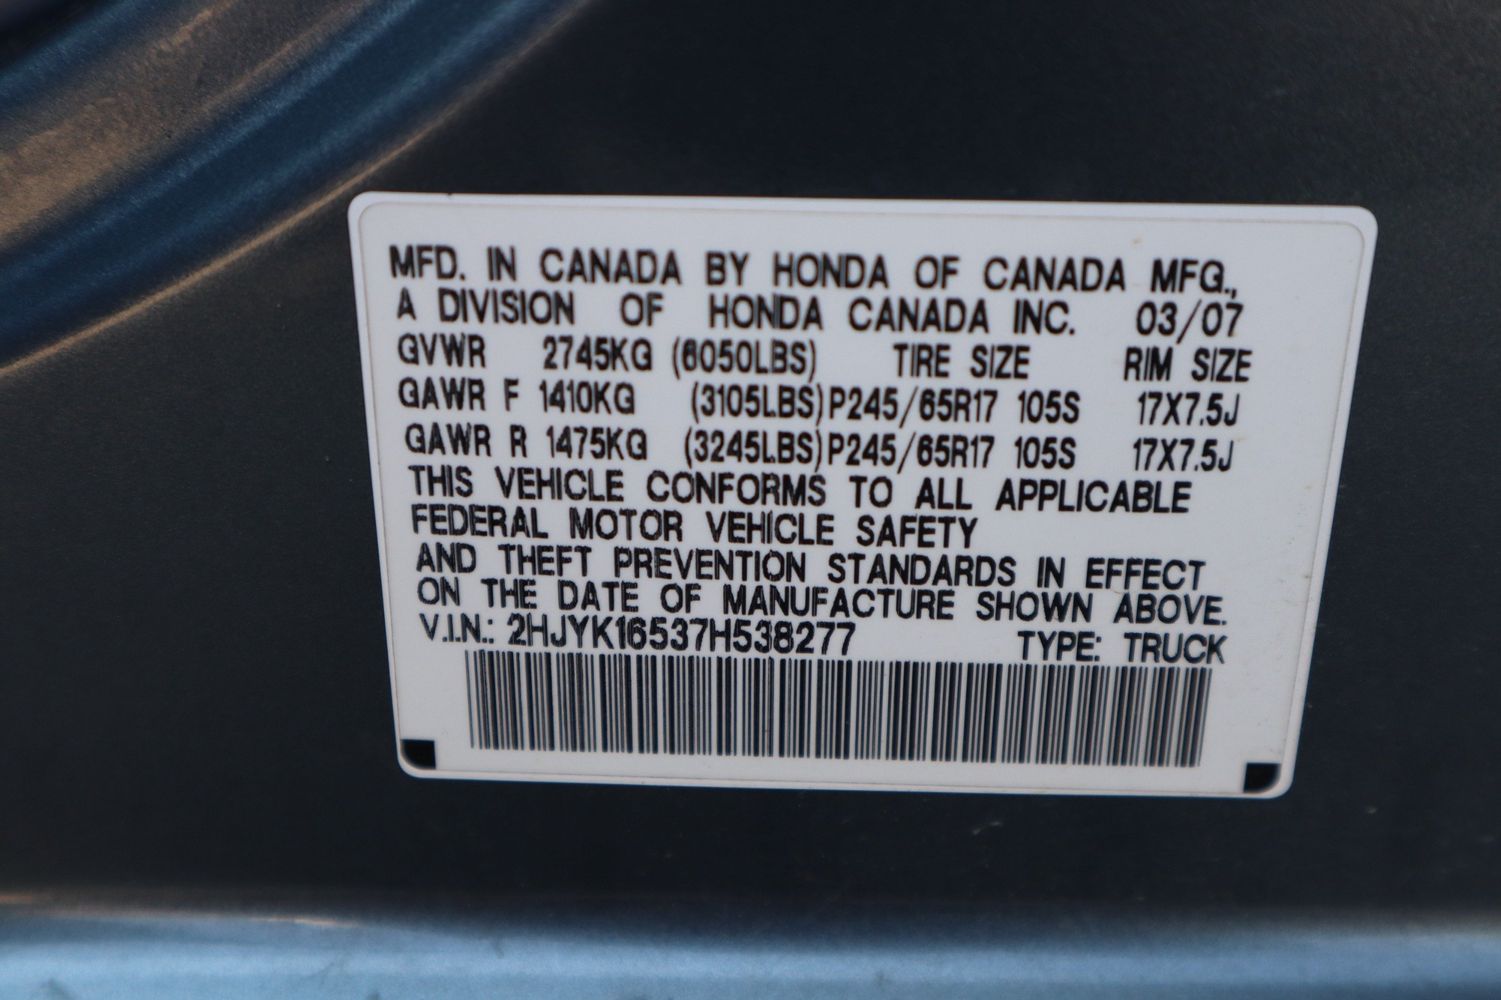 MFD. IN CANADA BY HONDA OF CANADA MFG.,
A DIVISION OF HONDA CANADA INC. 03/07
GVWR 2745KG (6050LBS) TIRE SIZE RIM SIZE
GAWR F 1410KG (3105LBS) P245/65R17 105S 17X7.5J
GAWR R 1475KG (3245LBS) P245/65R17 105S 17X7.5J
THIS VEHICLE CONFORMS TO ALL APPLICABLE
FEDERAL MOTOR VEHICLE SAFETY
AND THEFT PREVENTION STANDARDS IN EFFECT
ON THE DATE OF MANUFACTURE SHOWN ABOVE.
V.I.N.: 2HJYK16537H538277 TYPE: TRUCK